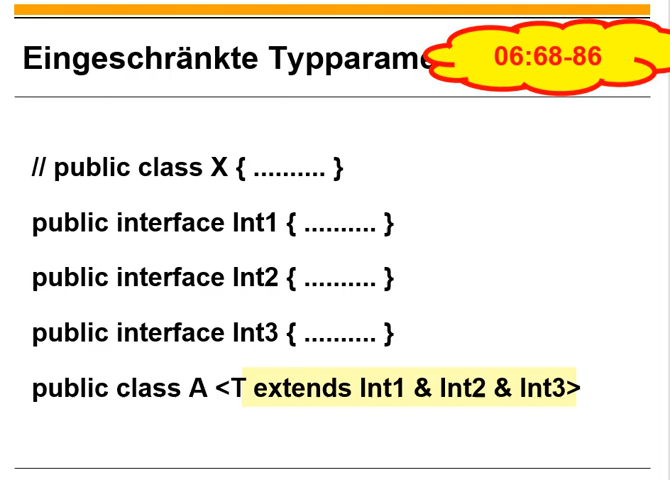 Eingeschränkte Typparame
06:68-86
// public class X { .......... }
public interface Int1 { .......... }
public interface Int2 { .......... }
public interface Int3 { .......... }
public class A <T extends Int1 & Int2 & Int3>